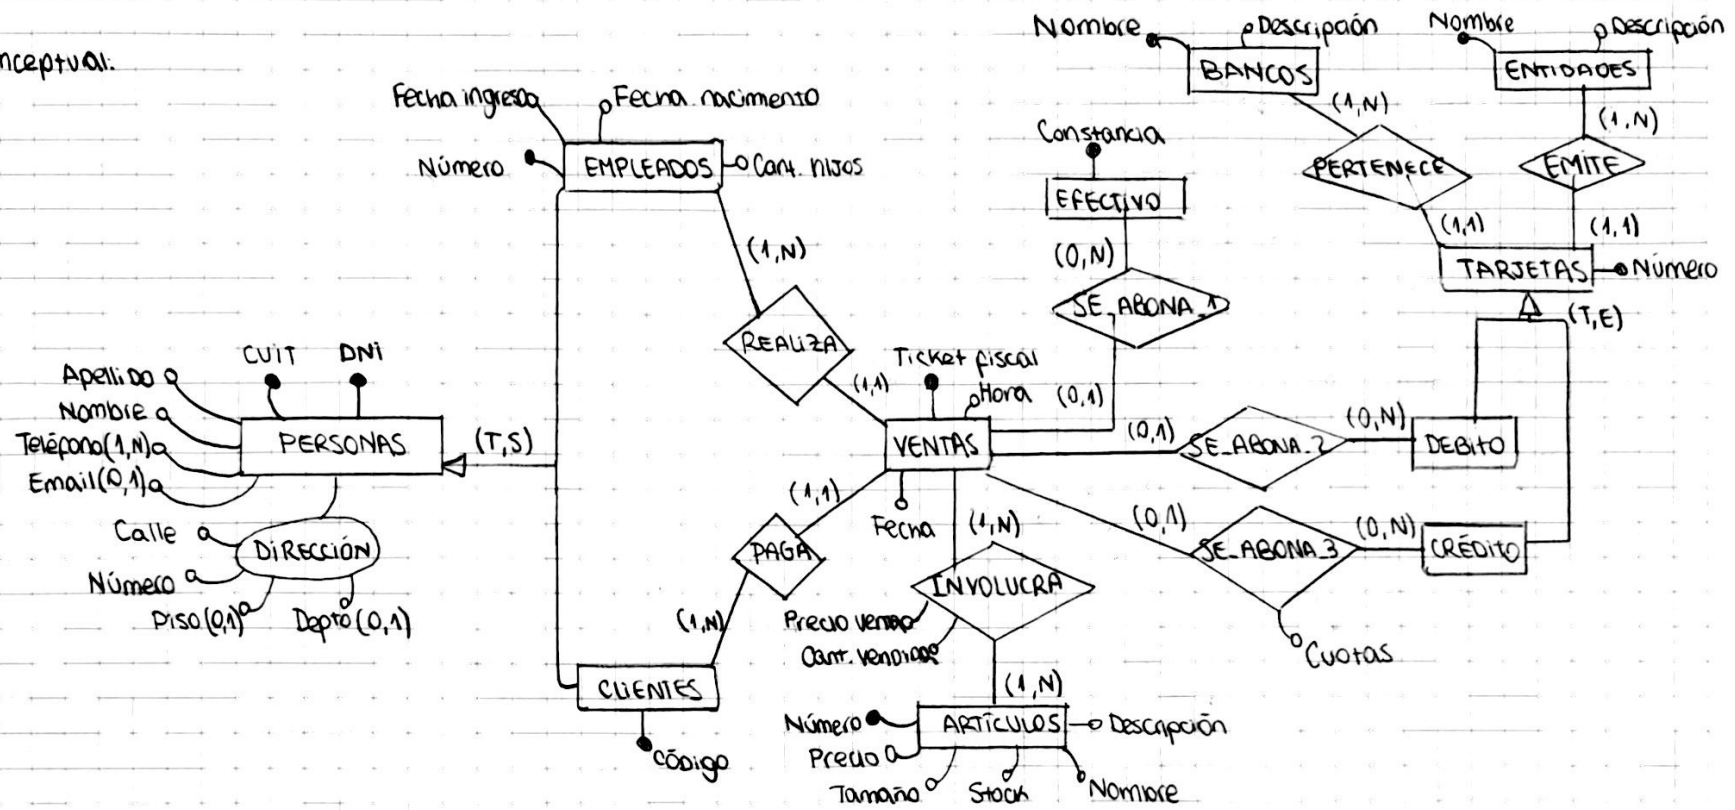 nceptual:
Nombre
Descripción
BANCOS
Nombre
Descripción
ENTIDADES
(1,N)
(1,N)
PERTENECE
EMITE
(1,1)
(1,1)
TARJETAS
Número
(T,E)
Fecha ingreso
Fecha nacimento
Número
EMPLEADOS
Cant. hijos
(1,N)
REALIZA
(1,1)
Constancia
EFECTIVO
(0,N)
SE_ABONA_1
(0,1)
CUIT
DNI
Apellido
Nombre
Teléfono(1,N)
Email(0,1)
PERSONAS
(T,S)
Calle
DIRECCIÓN
Número
Piso(0,1)
Depto(0,1)
Ticket fiscal
Hora
VENTAS
Fecha
(0,1)
SE_ABONA_2
(0,N)
DEBITO
(0,1)
SE_ABONA_3
(0,N)
CRÉDITO
Cuotas
(1,1)
PAGA
(1,N)
CLIENTES
Código
(1,N)
INVOLUCRA
Precio venta
Cant. vendidas
(1,N)
Número
ARTÍCULOS
Descripción
Precio
Tamaño
Stock
Nombre